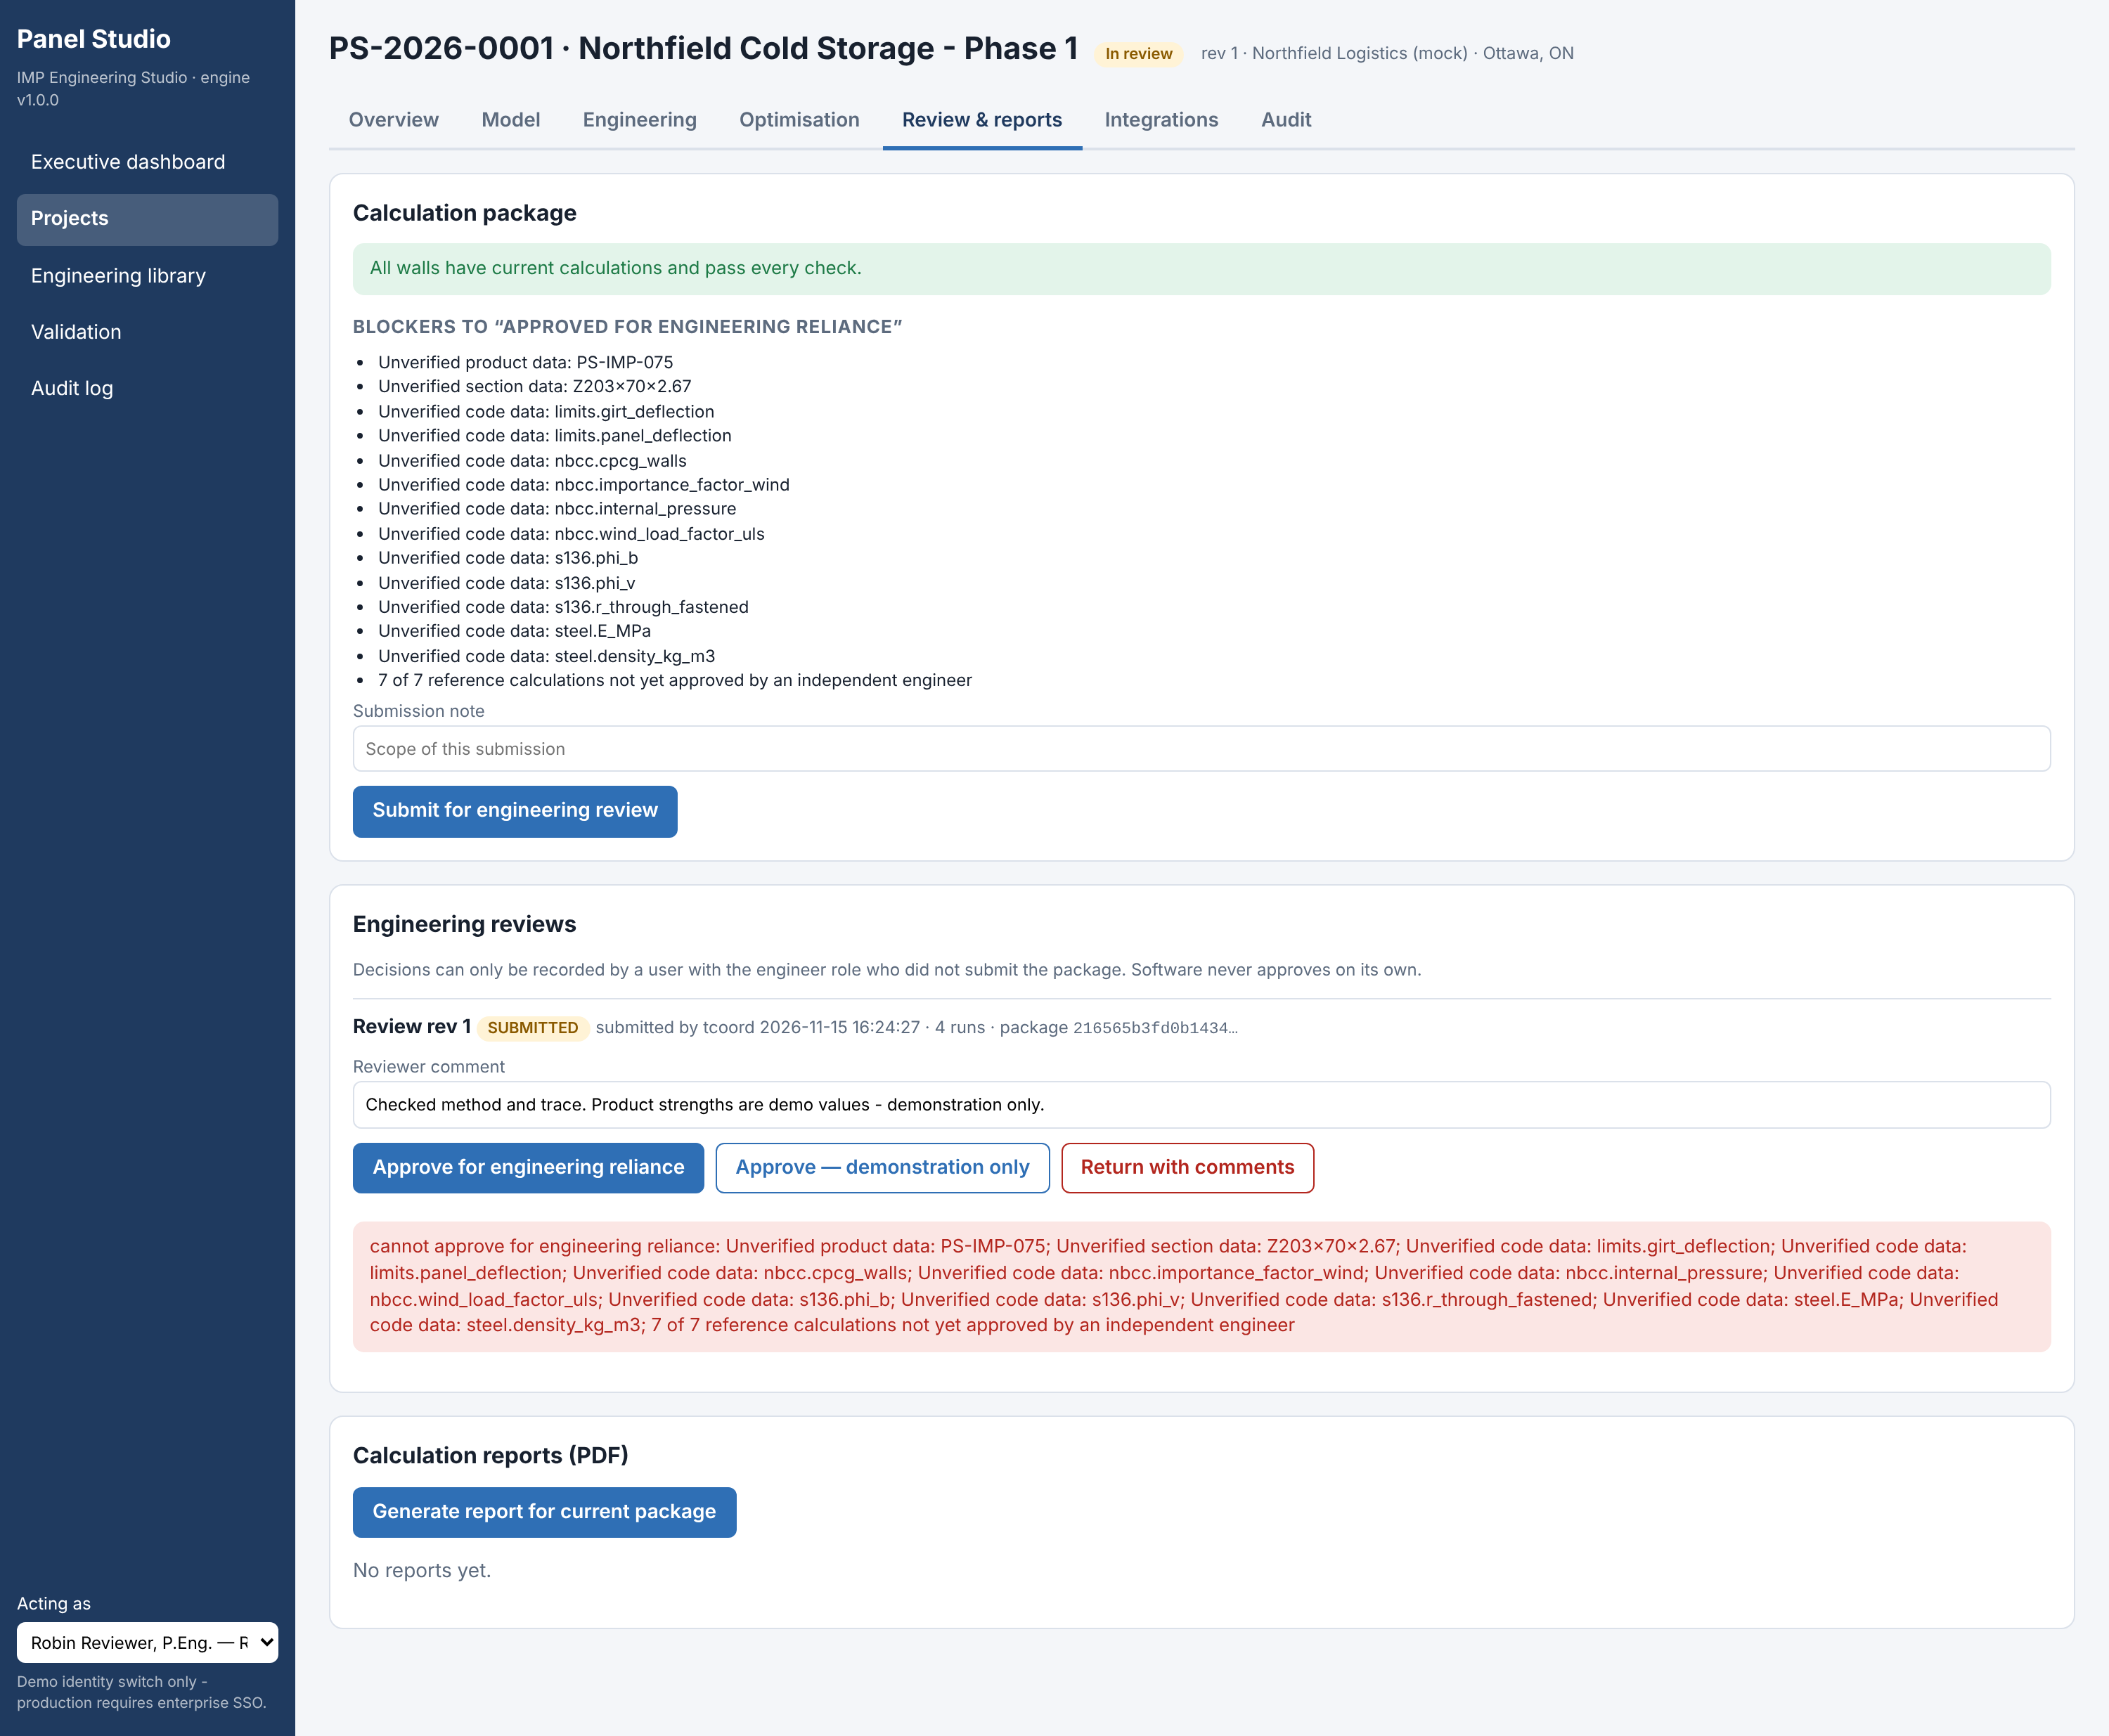 Panel Studio
IMP Engineering Studio · engine
v1.0.0
Executive dashboard
Projects
Engineering library
Validation
Audit log
Acting as
Robin Reviewer, P.Eng. — R
Demo identity switch only -
production requires enterprise SSO.
PS-2026-0001 · Northfield Cold Storage - Phase 1 In review rev 1 · Northfield Logistics (mock) · Ottawa, ON
Overview Model Engineering Optimisation Review & reports Integrations Audit
Calculation package
All walls have current calculations and pass every check.
BLOCKERS TO “APPROVED FOR ENGINEERING RELIANCE”
• Unverified product data: PS-IMP-075
• Unverified section data: Z203×70×2.67
• Unverified code data: limits.girt_deflection
• Unverified code data: limits.panel_deflection
• Unverified code data: nbcc.cpcg_walls
• Unverified code data: nbcc.importance_factor_wind
• Unverified code data: nbcc.internal_pressure
• Unverified code data: nbcc.wind_load_factor_uls
• Unverified code data: s136.phi_b
• Unverified code data: s136.phi_v
• Unverified code data: s136.r_through_fastened
• Unverified code data: steel.E_MPa
• Unverified code data: steel.density_kg_m3
• 7 of 7 reference calculations not yet approved by an independent engineer
Submission note
Scope of this submission
Submit for engineering review
Engineering reviews
Decisions can only be recorded by a user with the engineer role who did not submit the package. Software never approves on its own.
Review rev 1 SUBMITTED submitted by tcoord 2026-11-15 16:24:27 · 4 runs · package 216565b3fd0b1434…
Reviewer comment
Checked method and trace. Product strengths are demo values - demonstration only.
Approve for engineering reliance Approve — demonstration only Return with comments
cannot approve for engineering reliance: Unverified product data: PS-IMP-075; Unverified section data: Z203×70×2.67; Unverified code data: limits.girt_deflection; Unverified code data:
limits.panel_deflection; Unverified code data: nbcc.cpcg_walls; Unverified code data: nbcc.importance_factor_wind; Unverified code data: nbcc.internal_pressure; Unverified code data:
nbcc.wind_load_factor_uls; Unverified code data: s136.phi_b; Unverified code data: s136.phi_v; Unverified code data: s136.r_through_fastened; Unverified code data: steel.E_MPa; Unverified
code data: steel.density_kg_m3; 7 of 7 reference calculations not yet approved by an independent engineer
Calculation reports (PDF)
Generate report for current package
No reports yet.